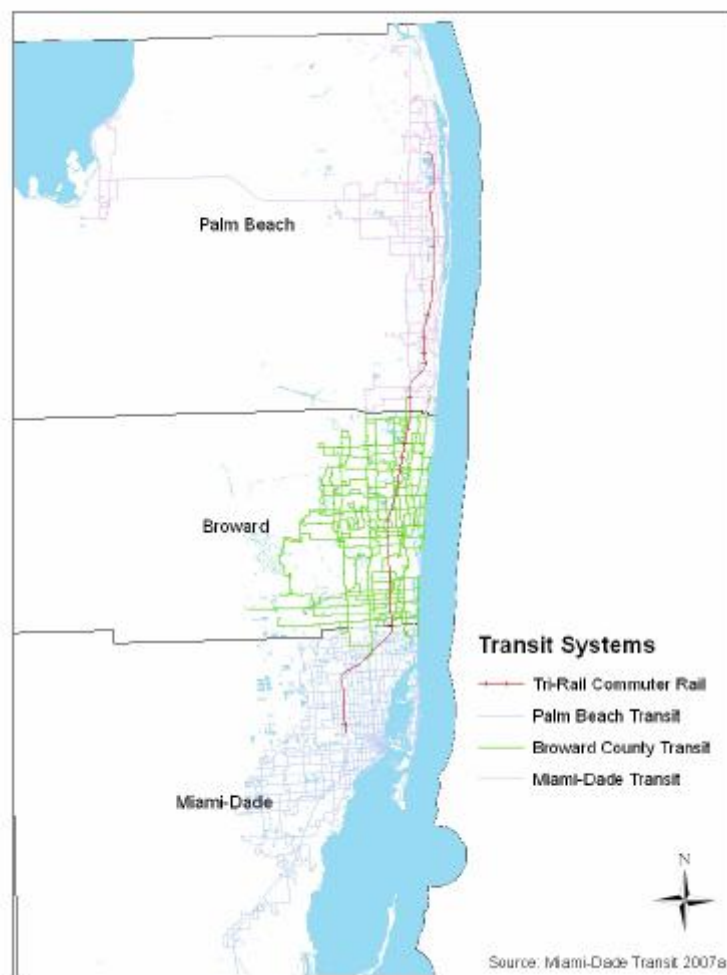 Palm Beach
Broward
Miami-Dade
Transit Systems
Tri-Rail Commuter Rail
Palm Beach Transit
Broward County Transit
Miami-Dade Transit
N
Source: Miami-Dade Transit 2007a